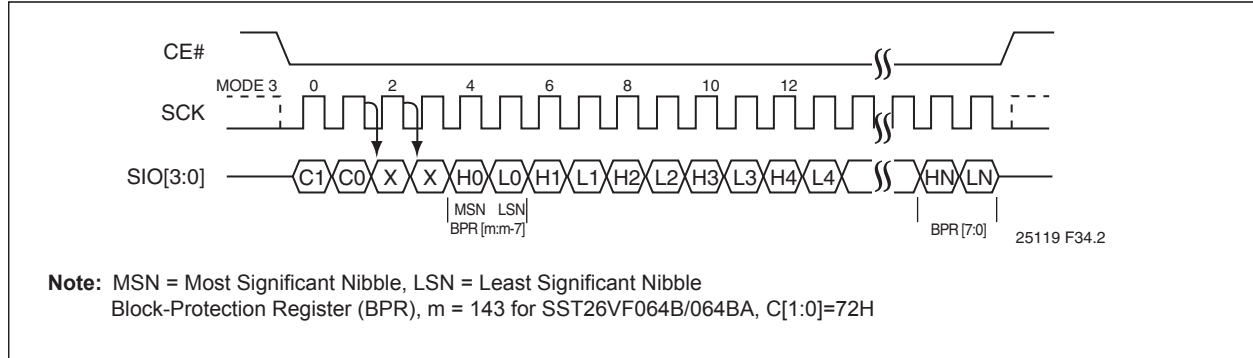 CE#
MODE 3 0 2 4 6 8 10 12
SCK
SIO[3:0] C1 C0 X X H0 L0 H1 L1 H2 L2 H3 L3 H4 L4 HN LN
MSN LSN
BPR [m:m-7] BPR [7:0]
25119 F34.2
Note: MSN = Most Significant Nibble, LSN = Least Significant Nibble
Block-Protection Register (BPR), m = 143 for SST26VF064B/064BA, C[1:0]=72H